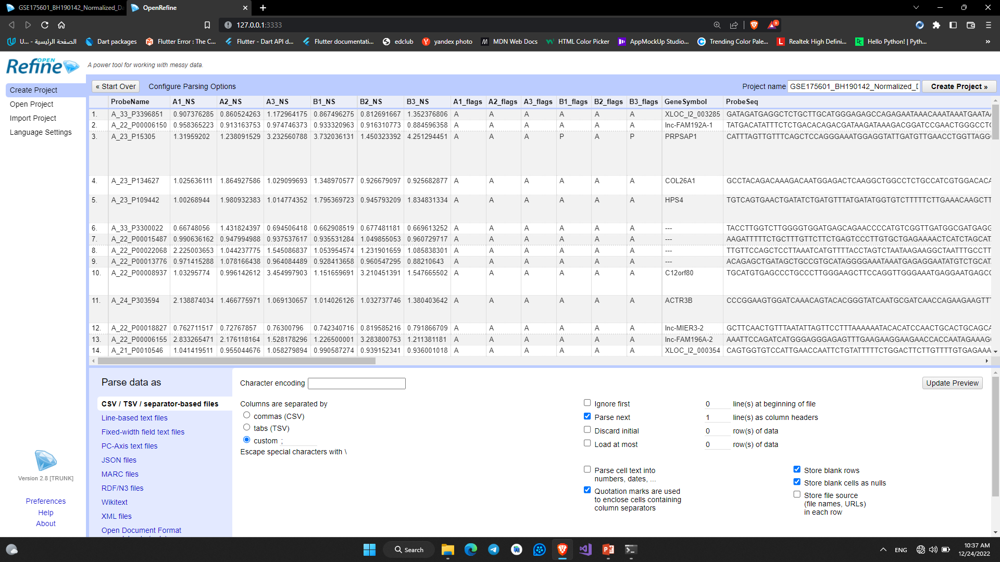 GSE175601_BH190142_Normalized_Da
OpenRefine
127.0.0.1:3333
9
U... - الصفحة الرئيسية
Dart packages
Flutter Error : The C...
Flutter - Dart API d...
Flutter documentati...
edclub
yandex photo
MDN Web Docs
HTML Color Picker
AppMockUp Studio...
Trending Color Pale...
Realtek High Defini...
Hello Python! | Pyth...
»
OPEN
Refine
A power tool for working with messy data.
Create Project
Open Project
Import Project
Language Settings
« Start Over
Configure Parsing Options
Project name GSE175601_BH190142_Normalized_D
Create Project »
ProbeName A1_NS A2_NS A3_NS B1_NS B2_NS B3_NS A1_flags A2_flags A3_flags B1_flags B2_flags B3_flags GeneSymbol ProbeSeq
1. A_33_P3396851 0.907376285 0.860524263 1.172964175 0.867496275 0.812691667 1.352376806 A A A A A A XLOC_l2_003285 GATAGATGAGGCTCTGCTTGCATGGGAGAGCCAGAGAATAAACAAATAAATGAATAA
2. A_22_P00006150 0.958365223 0.913163753 0.974746373 0.933320963 0.916310773 0.884596358 A A A A A A lnc-FAM192A-1 TATGACATATTTCTCTGACACAGACGATAAGATAAAGACGGATCCGAACTGGGCCTC
3. A_23_P15305 1.31959202 1.238091529 3.232560788 3.732036131 1.450323392 4.251294451 A A A P A P PRPSAP1 CATTTAGTTGTTTCAGCTCCAGGGAAATGGAGGTATTGATGTTGAACCTGGTTAGGG
4. A_23_P134627 1.025636111 1.864927586 1.029099693 1.348970577 0.926679097 0.925682877 A A A A A A COL26A1 GCCTACAGACAAAGACAATGGAGACTCAAGGCTGGCCTCTGCCATCGTGGACACA
5. A_23_P109442 1.00268944 1.980932383 1.014774352 1.795369723 0.945793209 1.834831334 A A A A A A HPS4 TGTCAGTGAACTGATATCTGATGTTTATGATATGGTGTCTTTTTCTTGAAACAAGCTT
6. A_33_P3300022 0.66748056 1.431824397 0.694506418 0.662908519 0.677481181 0.669613252 A A A A A A --- TACCTTGGTCTTGGGGTGGATGAGCAGAACCCCATGTCGGTTGATGGCGATGAGG
7. A_22_P00015487 0.990636162 0.947994988 0.937537617 0.935531284 1.049855053 0.960729717 A A A A A A --- AAGATTTTTCTGCTTTGTTCTTCTGAGTCCCTTGTGCTGAGAAAACTCATCTAGCAT
8. A_22_P00022068 2.225003653 1.044237775 1.545086837 1.053954574 1.231901659 1.085838301 A A A A A A --- TTGTTCCAGCTCCTTAAATCATGTTTTACCTAGTCTAATAAGAAGGCTAATTTGCCTT
9. A_22_P00013776 0.971415288 1.078166438 0.964084489 0.928413658 0.960547295 0.88210643 A A A A A A --- ACAGAGCTGATAGCTGCCGTGCATAGGGGAAATAAATGAGAGGAATATGTCTGCAT
10. A_22_P00008937 1.03295774 0.996142612 3.454997903 1.151659691 3.210451391 1.547665502 A A A A A A C12orf80 TGCATGTGAGCCCTGCCCTTGGGAAGCTTCCAGGTTGGGAAATGAGGAATGAGCC
11. A_24_P303594 2.138874034 1.466775971 1.069130657 1.014026126 1.032737746 1.380403642 A A A A A A ACTR3B CCCGGAAGTGGATCAAACAGTACACGGGTATCAATGCGATCAACCAGAAGAAGTTT
12. A_22_P00018827 0.762711517 0.72767857 0.76300796 0.742340716 0.819585216 0.791866709 A A A A A A lnc-MIER3-2 GCTTCAACTGTTTAATATTAGTTCCTTTAAAAAATACACATCCAACTGCACTGCAGCA
13. A_22_P00006155 2.833265471 2.176118164 1.528178296 1.226500001 3.283800753 1.211381181 A A A A A A lnc-FAM196A-2 AAATTCCAGATCATGGGAGGGAGAGTTTGAAGAAGGAAGAACCACCAATAGAAAG
14. A_21_P0010546 1.041419511 0.955044676 1.058279894 0.990587274 0.939152341 0.936001018 A A A A A A XLOC_l2_000354 CAGTGGTGTCCATTGAACCAATTCTGTATTTTTCTGGACTTCTTGTTTTGTGAGAAA
Parse data as
CSV / TSV / separator-based files
Line-based text files
Fixed-width field text files
PC-Axis text files
JSON files
MARC files
RDF/N3 files
Wikitext
XML files
Open Document Format
Character encoding
Update Preview
Columns are separated by
commas (CSV)
tabs (TSV)
custom ;
Escape special characters with \
Ignore first 0 line(s) at beginning of file
Parse next 1 line(s) as column headers
Discard initial 0 row(s) of data
Load at most 0 row(s) of data
Parse cell text into
numbers, dates, ...
Quotation marks are used
to enclose cells containing
column separators
Store blank rows
Store blank cells as nulls
Store file source
(file names, URLs)
in each row
Version 2.8 [TRUNK]
Preferences
Help
About
Search
ENG
10:37 AM
12/24/2022